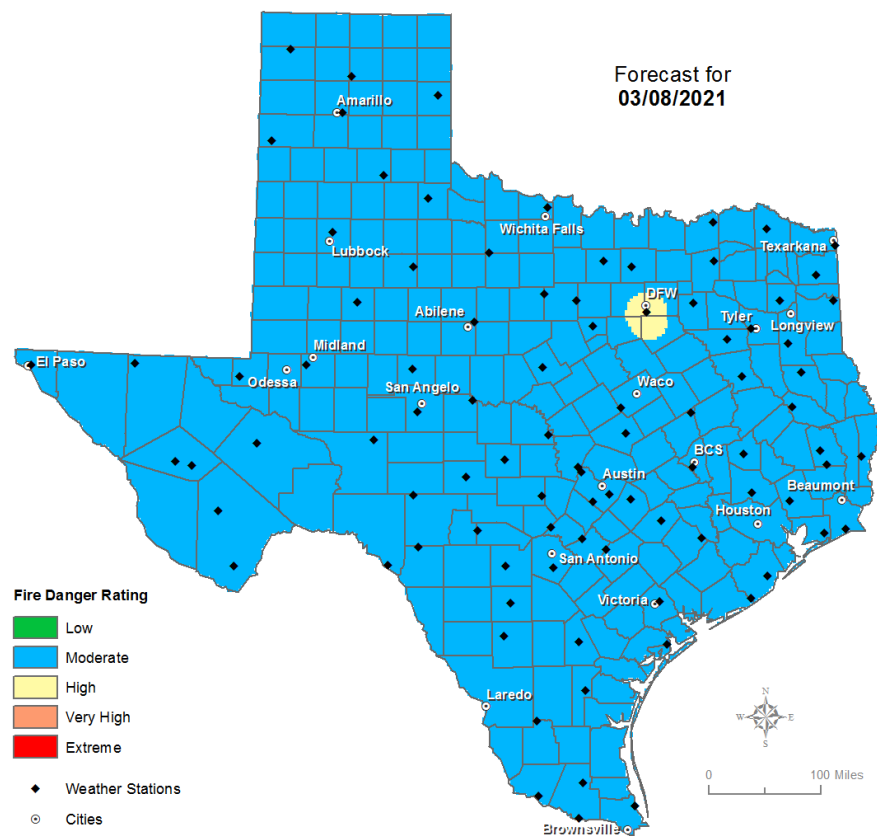 Forecast for
03/08/2021
Amarillo
Wichita Falls
Lubbock
Texarkana
DFW
Abilene
Tyler
Longview
Midland
El Paso
Odessa
San Angelo
Waco
BCS
Austin
Beaumont
Houston
San Antonio
Victoria
Laredo
Brownsville
Fire Danger Rating
Low
Moderate
High
Very High
Extreme
Weather Stations
Cities
N
W E
S
0 100 Miles